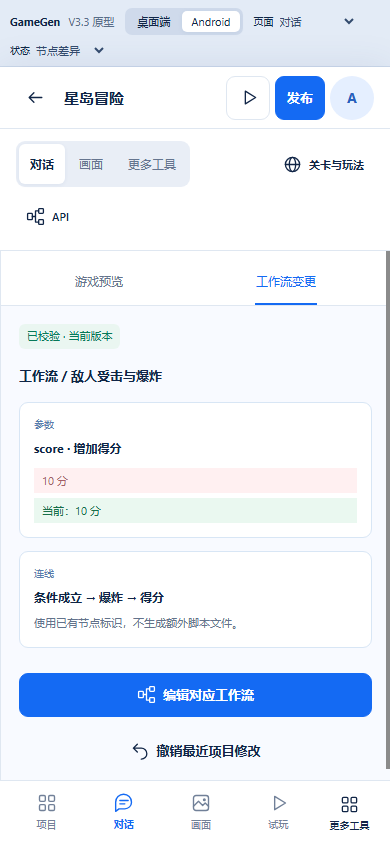 GameGen V3.3 原型 桌面端 Android 页面 对话
状态 节点差异
星岛冒险 发布 A
对话 画面 更多工具 关卡与玩法
API
游戏预览 工作流变更
已校验 · 当前版本
工作流 / 敌人受击与爆炸
参数
score · 增加得分
10 分
当前：10 分
连线
条件成立 → 爆炸 → 得分
使用已有节点标识，不生成额外脚本文件。
编辑对应工作流
撤销最近项目修改
项目 对话 画面 试玩 更多工具